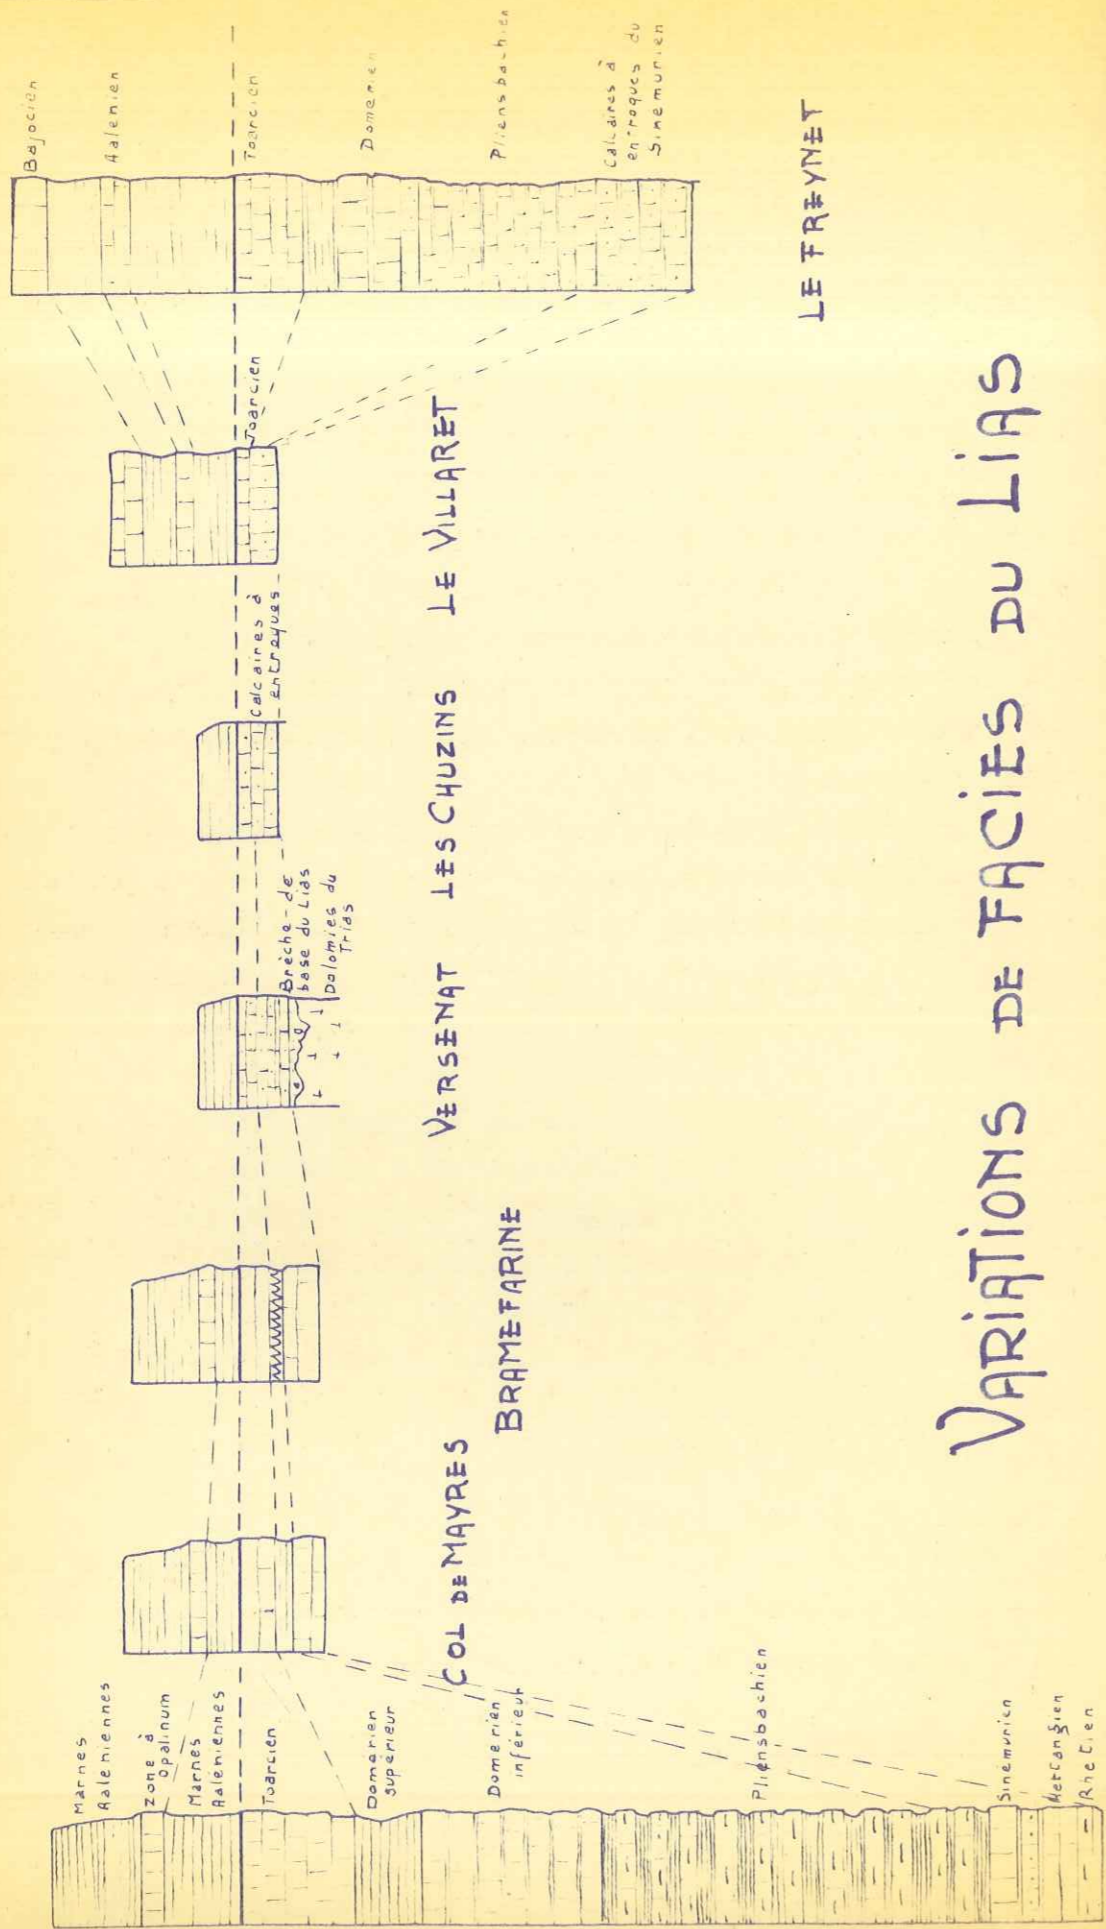 Marnes
Aaleniennes
Zone à
Opalinum
Marnes
Aaleniennes
Toarcien
Domérien
supérieur
Domerien
inférieur
Pliensbachien
Sinemurien
Hettangien
Rhetien
COL DE MAYRES
BRAMEFARINE
Brèche-de
base du Lias
Dolomies du
Trias
VERSENAT
Calcaires à
entroques
LES CHUZINS
Toarcien
LE VILLARET
Bajocien
Aalenien
Toarcien
Domerien
Pliensbachien
Calcaires à
entroques du
Sinemurien
LE FREYNET
VARIATIONS DE FACIES DU LIAS